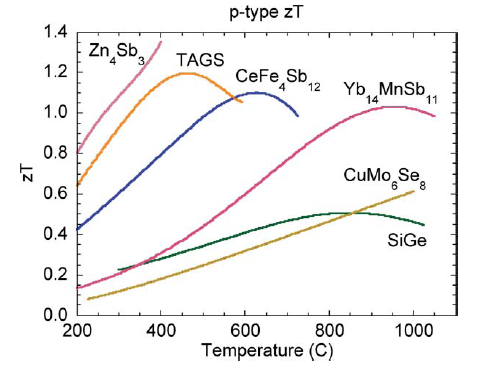 p-type zT
1.4
1.2
1.0
0.8
0.6
0.4
0.2
0.0
zT
Zn4Sb3
TAGS
CeFe4Sb12
Yb14MnSb11
CuMo6Se8
SiGe
200
400
600
800
1000
Temperature (C)